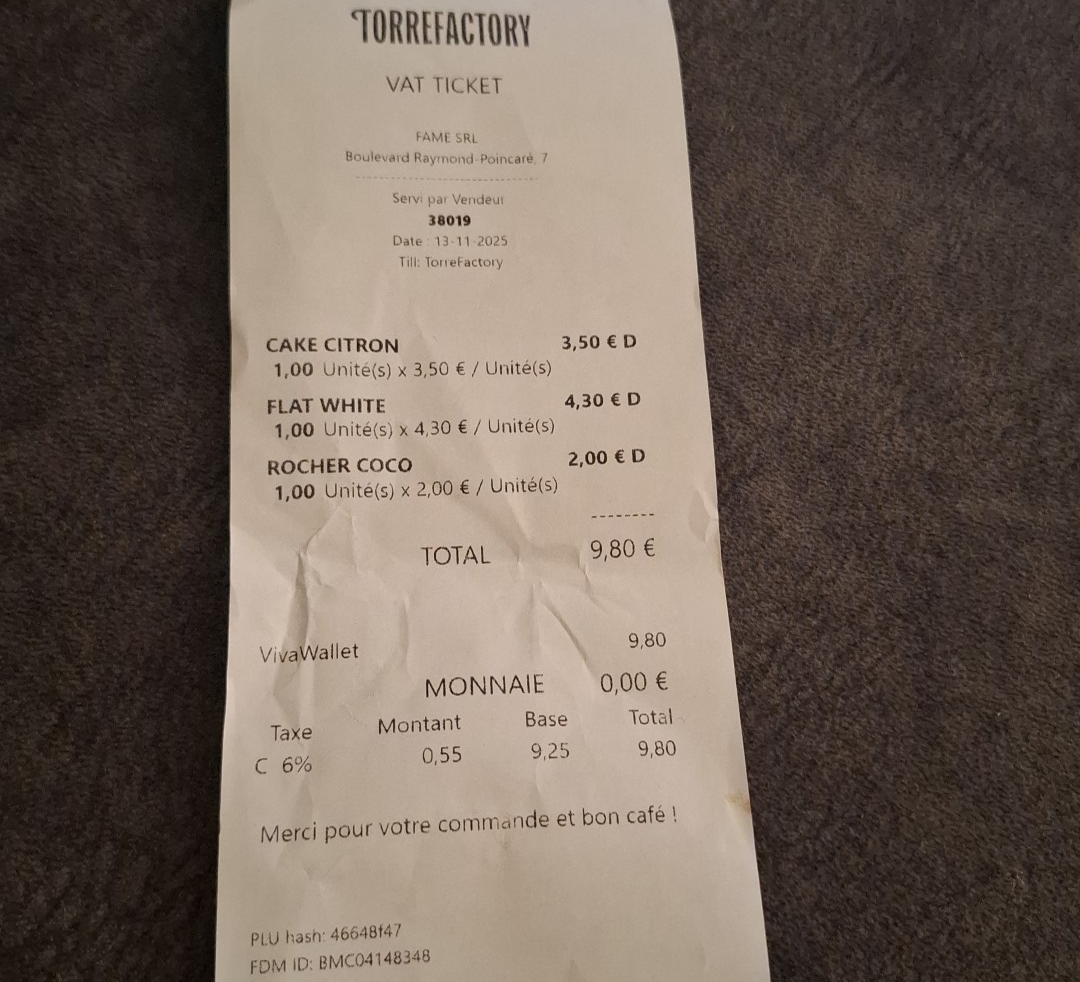 TORREFACTORY
VAT TICKET
FAME SRL
Boulevard Raymond-Poincaré, 7
Servi par Vendeur
38019
Date : 13-11-2025
Till: TorreFactory
CAKE CITRON 3,50 € D
1,00 Unité(s) x 3,50 € / Unité(s)
FLAT WHITE 4,30 € D
1,00 Unité(s) x 4,30 € / Unité(s)
ROCHER COCO 2,00 € D
1,00 Unité(s) x 2,00 € / Unité(s)
--------
TOTAL 9,80 €
VivaWallet 9,80
MONNAIE 0,00 €
Taxe Montant Base Total
C 6% 0,55 9,25 9,80
Merci pour votre commande et bon café !
PLU hash: 46648f47
FDM ID: BMC04148348